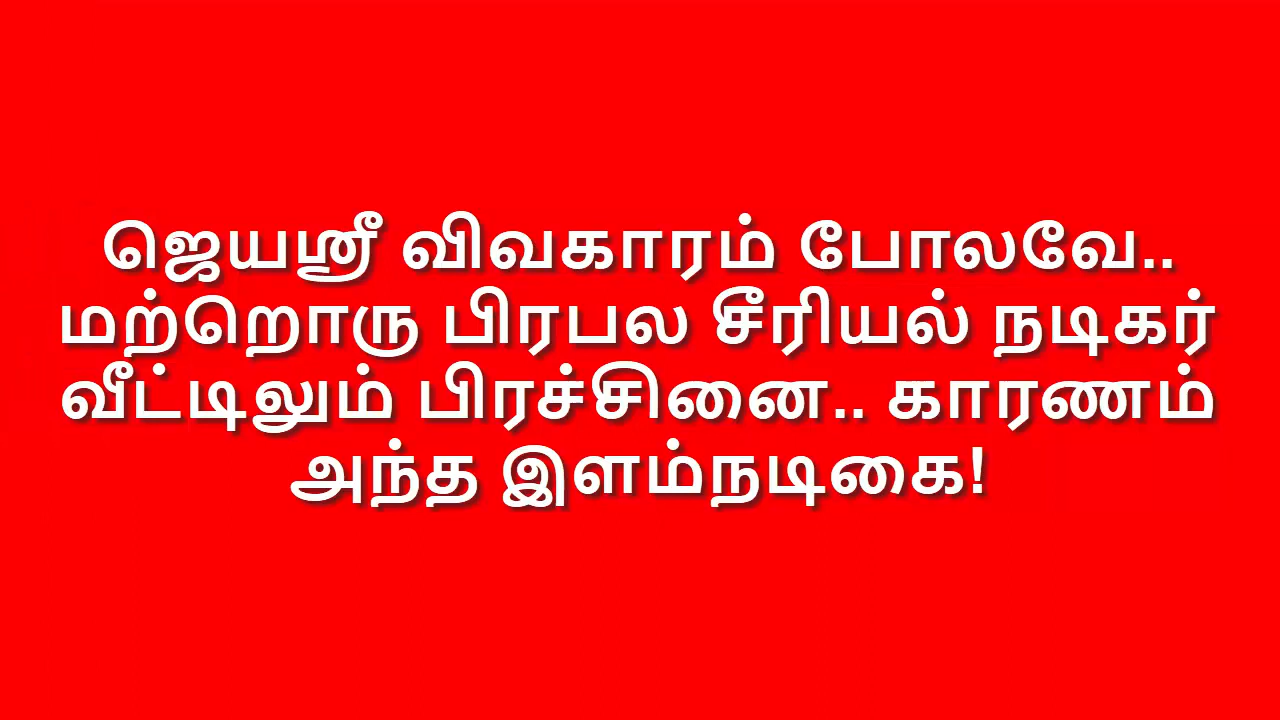 ஜெயஸ்ரீ விவகாரம் போலவே..
மற்றொரு பிரபல சீரியல் நடிகர்
வீட்டிலும் பிரச்சினை.. காரணம்
அந்த இளம்நடிகை!